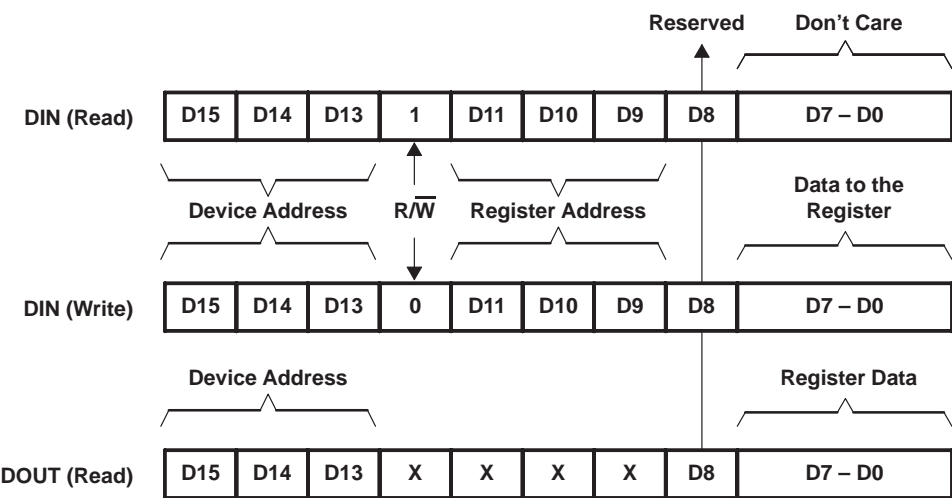 Reserved Don't Care
DIN (Read) D15 D14 D13 1 D11 D10 D9 D8 D7 – D0
Device Address R/W̅ Register Address Data to the
Register
DIN (Write) D15 D14 D13 0 D11 D10 D9 D8 D7 – D0
Device Address Register Data
DOUT (Read) D15 D14 D13 X X X X D8 D7 – D0